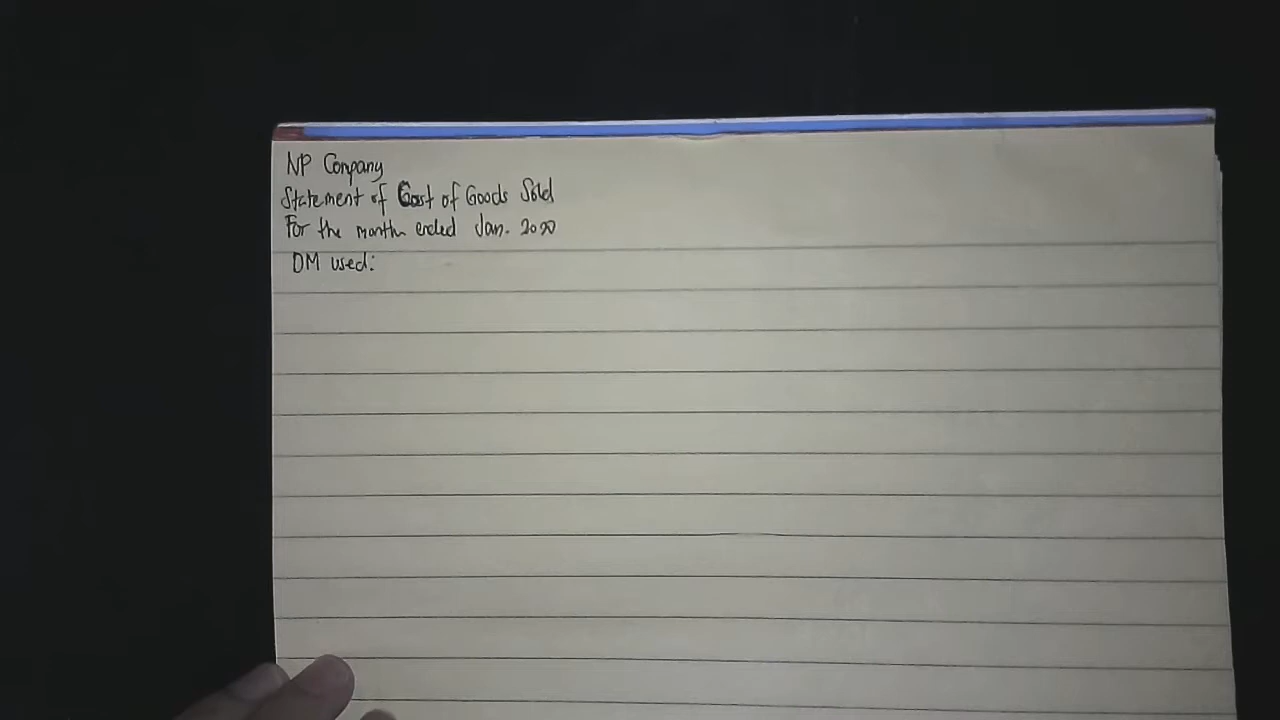 NP Company
Statement of Cost of Goods Sold
For the month ended Jan. 2020
DM used: